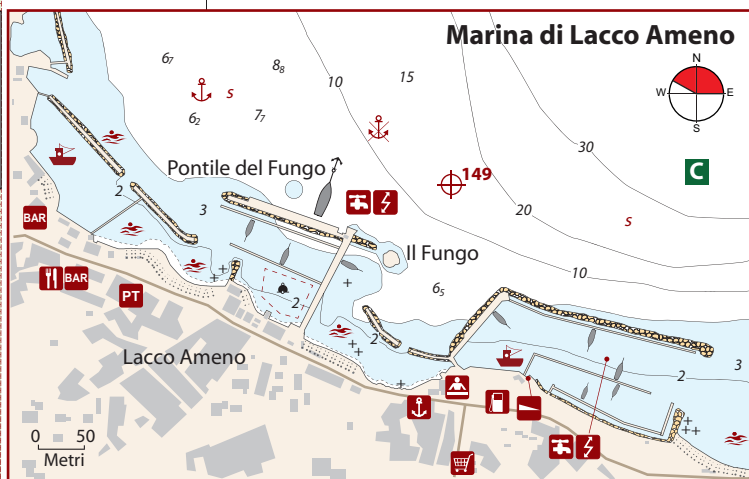 Marina di Lacco Ameno
N
W E
S
6₇
8₈
10
15
s
6₂
7₇
30
C
149
Pontile del Fungo
2
3
20
s
BAR
Il Fungo
10
6₅
BAR
PT
2
2
Lacco Ameno
2
3
0 50
Metri